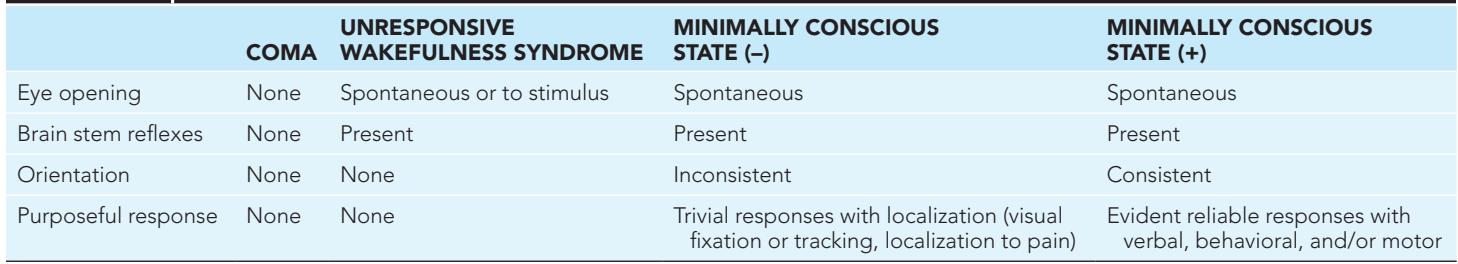 COMA UNRESPONSIVE WAKEFULNESS SYNDROME MINIMALLY CONSCIOUS STATE (–) MINIMALLY CONSCIOUS STATE (+)
Eye opening None Spontaneous or to stimulus Spontaneous Spontaneous
Brain stem reflexes None Present Present Present
Orientation None None Inconsistent Consistent
Purposeful response None None Trivial responses with localization (visual fixation or tracking, localization to pain) Evident reliable responses with verbal, behavioral, and/or motor